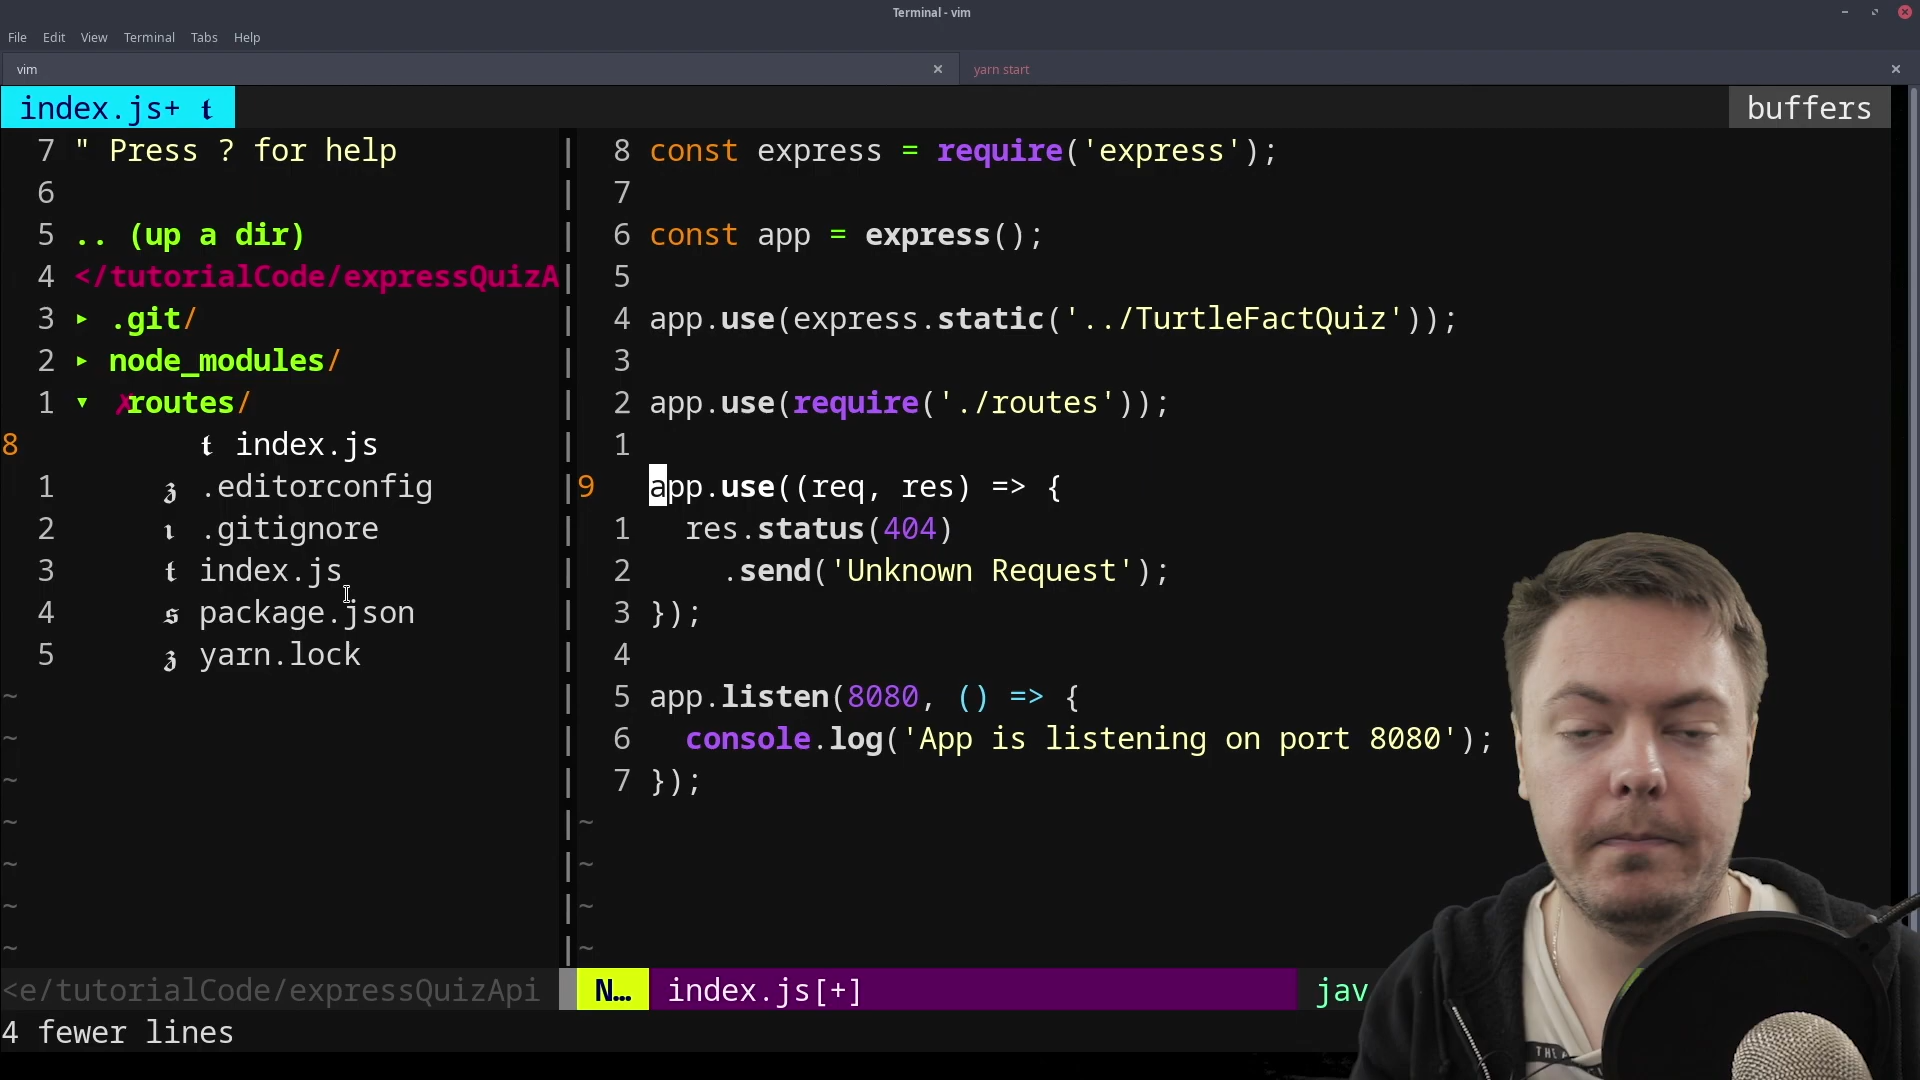 Terminal - vim
File Edit View Terminal Tabs Help
vim
yarn start
index.js+ t
buffers
7 " Press ? for help
6
5 .. (up a dir)
4 </tutorialCode/expressQuizA
3 ▸ .git/
2 ▸ node_modules/
1 ▾ ✗routes/
8 t index.js
1 z .editorconfig
2 ı .gitignore
3 t index.js
4 s package.json
5 z yarn.lock
~
~
~
~
~
~
~
8 const express = require('express');
7
6 const app = express();
5
4 app.use(express.static('../TurtleFactQuiz'));
3
2 app.use(require('./routes'));
1
9 app.use((req, res) => {
1 res.status(404)
2 .send('Unknown Request');
3 });
4
5 app.listen(8080, () => {
6 console.log('App is listening on port 8080');
7 });
~
~
~
~
<e/tutorialCode/expressQuizApi
N… index.js[+] jav
4 fewer lines
THE